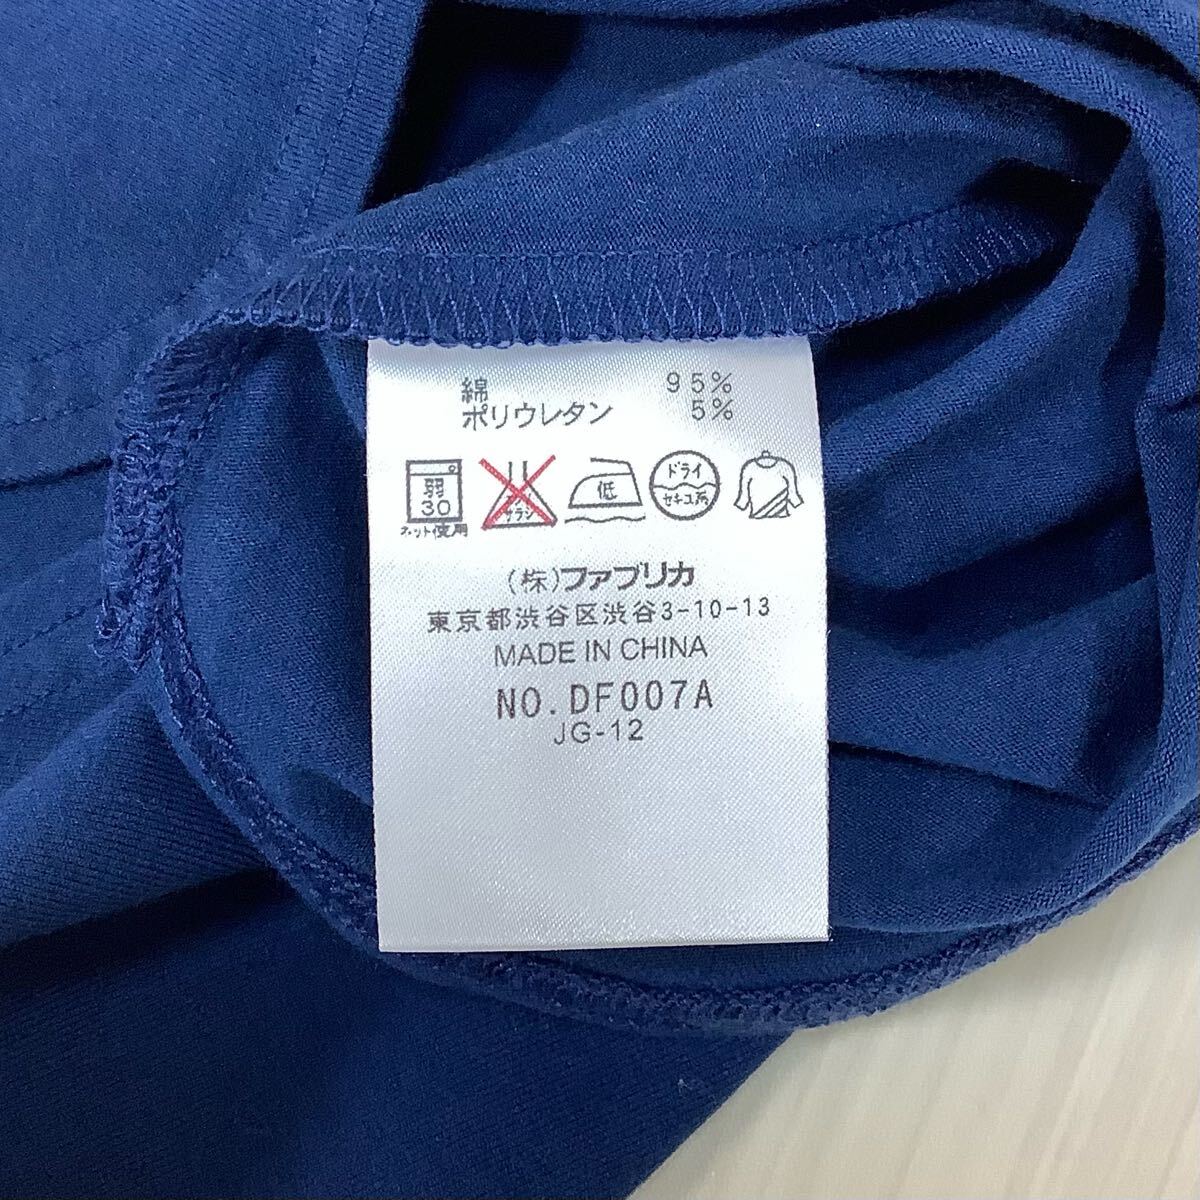 綿 95%
ポリウレタン 5%
弱
30
ネット使用
サラシ
低
ドライ
セキユ系
(株)ファブリカ
東京都渋谷区渋谷3-10-13
MADE IN CHINA
NO.DF007A
JG-12